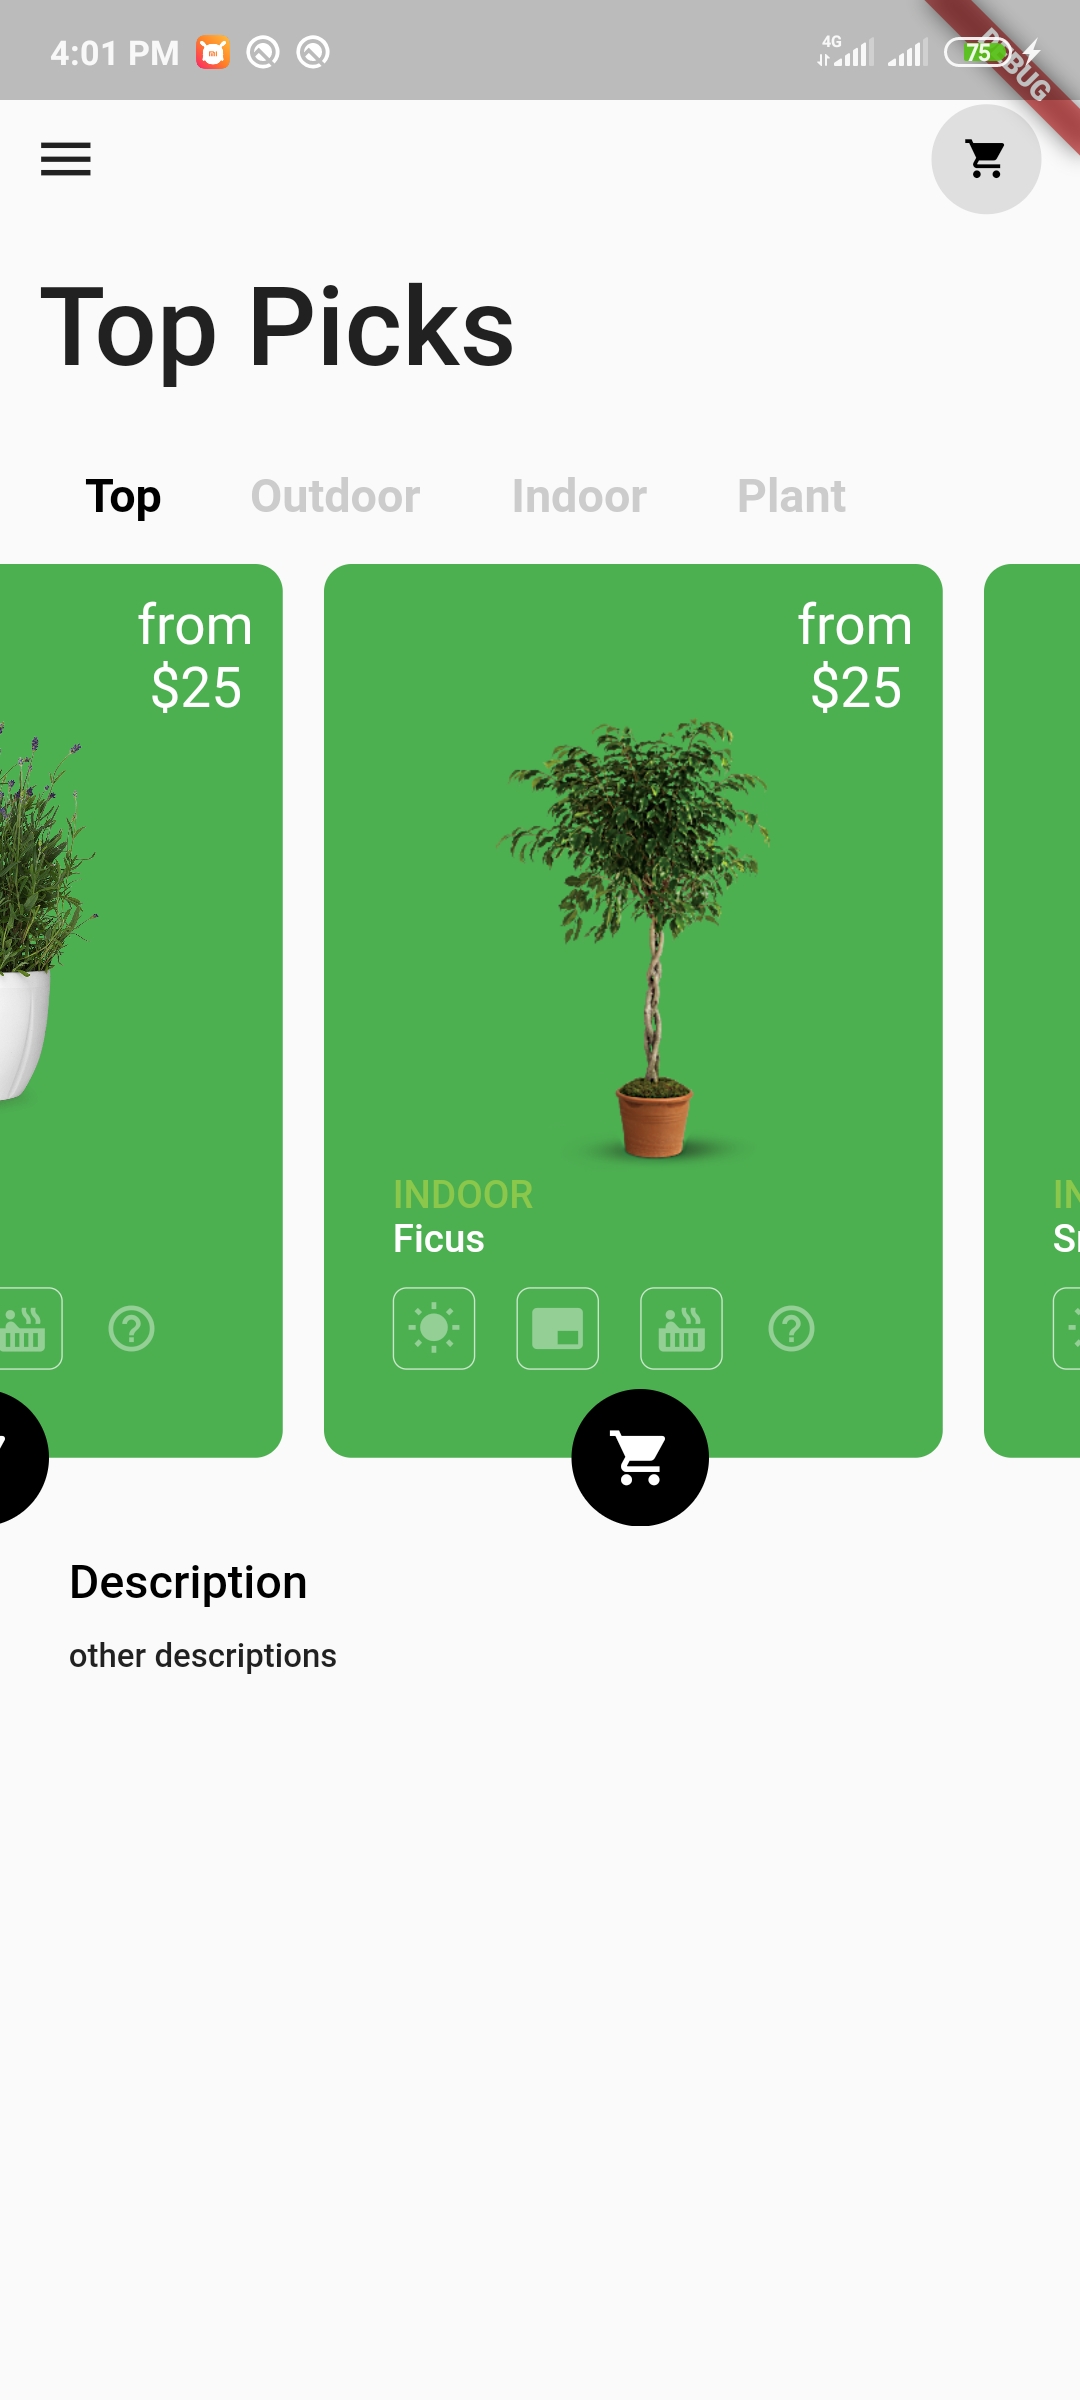 4:01 PM
4G
75
DEBUG
Top Picks
Top Outdoor Indoor Plant
from
$25
from
$25
INDOOR
Ficus
Description
other descriptions